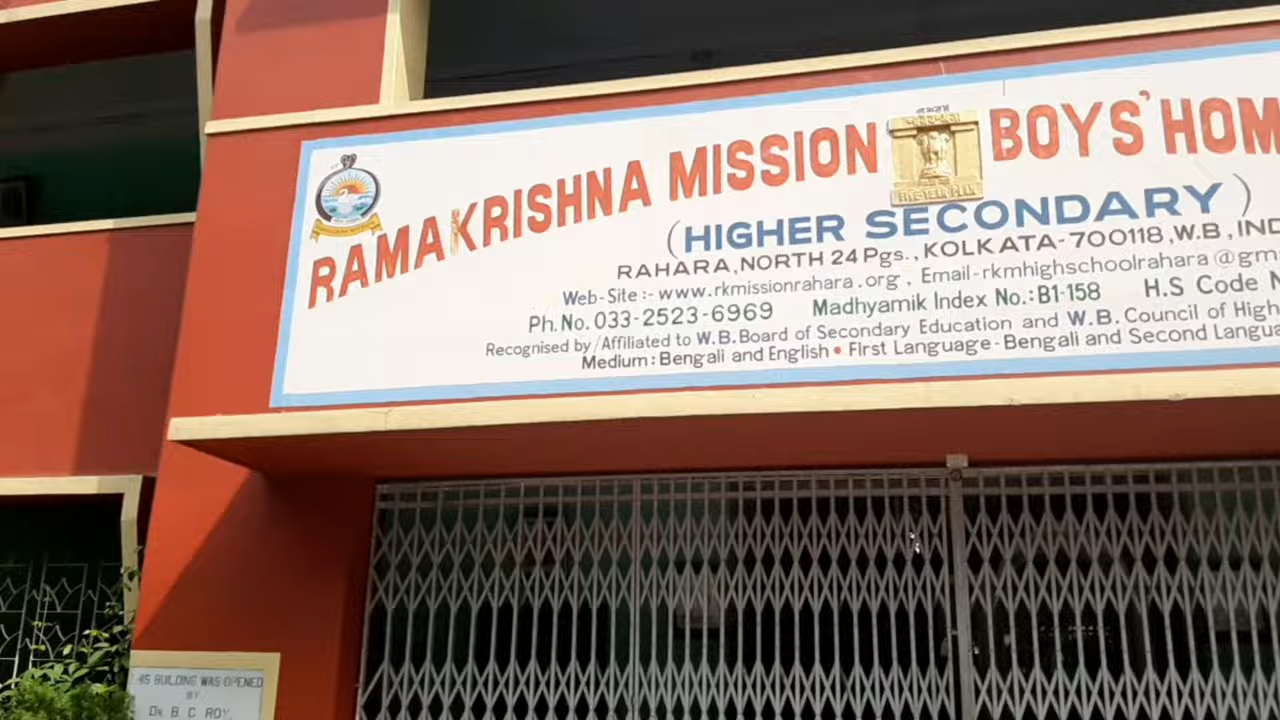 RAMAKRISHNA MISSION BOYS' HOM
(HIGHER SECONDARY)
RAHARA, NORTH 24 Pgs., KOLKATA-700118, W.B, IND
Web-Site:- www.rkmissionrahara.org, Email-rkmhighschoolrahara@gm
Ph. No. 033-2523-6969 Madhyamik Index No.: B1-158 H.S Code N
Recognised by/Affiliated to W.B. Board of Secondary Education and W.B. Council of High
Medium: Bengali and English • First Language-Bengali and Second Langua
HIS BUILDING WAS OPENED
BY
DR. B C ROY.